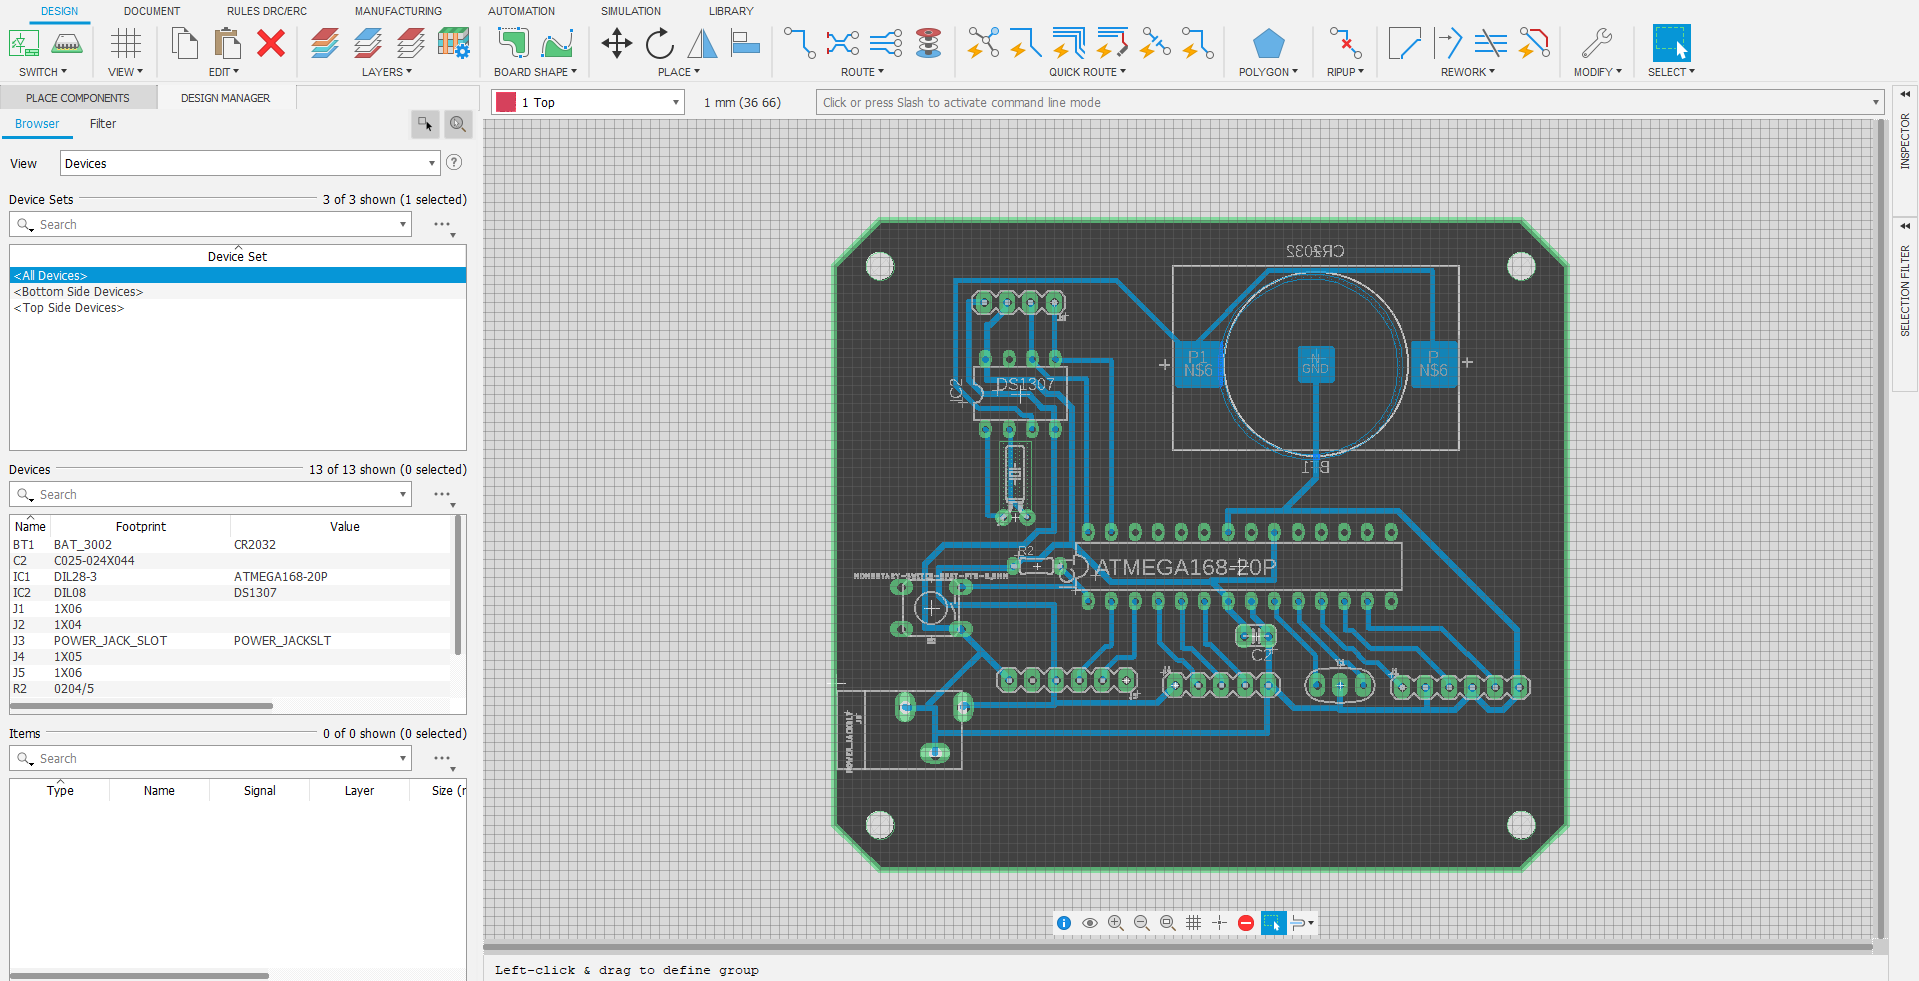 DESIGN DOCUMENT RULES DRC/ERC MANUFACTURING AUTOMATION SIMULATION LIBRARY
SWITCH VIEW EDIT LAYERS BOARD SHAPE PLACE ROUTE QUICK ROUTE POLYGON RIPUP REWORK MODIFY SELECT
PLACE COMPONENTS DESIGN MANAGER
1 Top 1 mm (36 66) Click or press Slash to activate command line mode
Browser Filter
View Devices
Device Sets 3 of 3 shown (1 selected)
Search
Device Set
<All Devices>
<Bottom Side Devices>
<Top Side Devices>
Devices 13 of 13 shown (0 selected)
Search
Name Footprint Value
BT1 BAT_3002 CR2032
C2 C025-024X044
IC1 DIL28-3 ATMEGA168-20P
IC2 DIL08 DS1307
J1 1X06
J2 1X04
J3 POWER_JACK_SLOT POWER_JACKSLT
J4 1X05
J5 1X06
R2 0204/5
Items 0 of 0 shown (0 selected)
Search
Type Name Signal Layer Size (r
INSPECTOR
SELECTION FILTER
CR2032
P1
N$6
N
GND
P
N$6
BT1
IC2
DS1307
R2
ATMEGA168-20P
MOMENTARY-SWITCH-SPST-PTH-6.0MM
C2
POWER_JACKSLT
Left-click & drag to define group